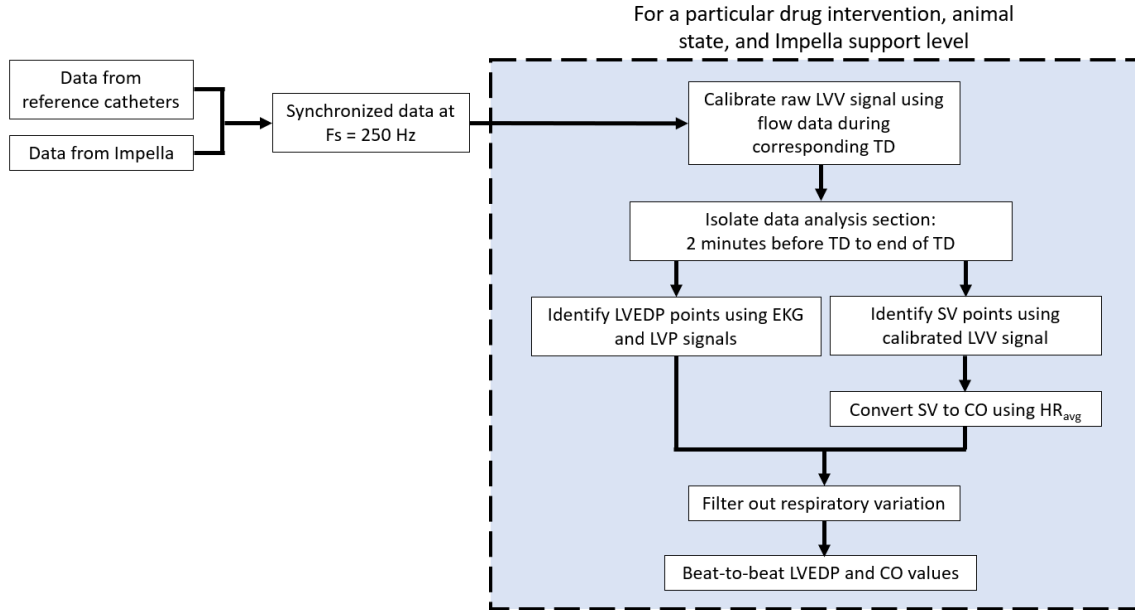 For a particular drug intervention, animal
state, and Impella support level
Data from
reference catheters
Data from Impella
Synchronized data at
Fs = 250 Hz
Calibrate raw LVV signal using
flow data during
corresponding TD
Isolate data analysis section:
2 minutes before TD to end of TD
Identify LVEDP points using EKG
and LVP signals
Identify SV points using
calibrated LVV signal
Convert SV to CO using HRavg
Filter out respiratory variation
Beat-to-beat LVEDP and CO values